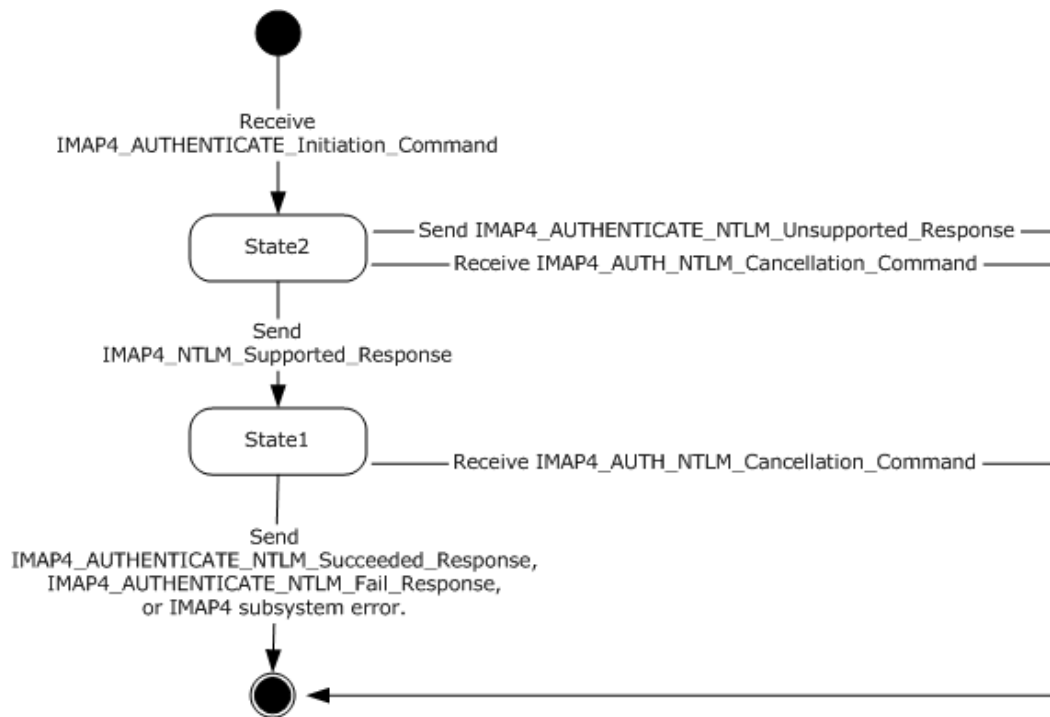 Receive
IMAP4_AUTHENTICATE_Initiation_Command
State2
Send IMAP4_AUTHENTICATE_NTLM_Unsupported_Response
Receive IMAP4_AUTH_NTLM_Cancellation_Command
Send
IMAP4_NTLM_Supported_Response
State1
Receive IMAP4_AUTH_NTLM_Cancellation_Command
Send
IMAP4_AUTHENTICATE_NTLM_Succeeded_Response,
IMAP4_AUTHENTICATE_NTLM_Fail_Response,
or IMAP4 subsystem error.